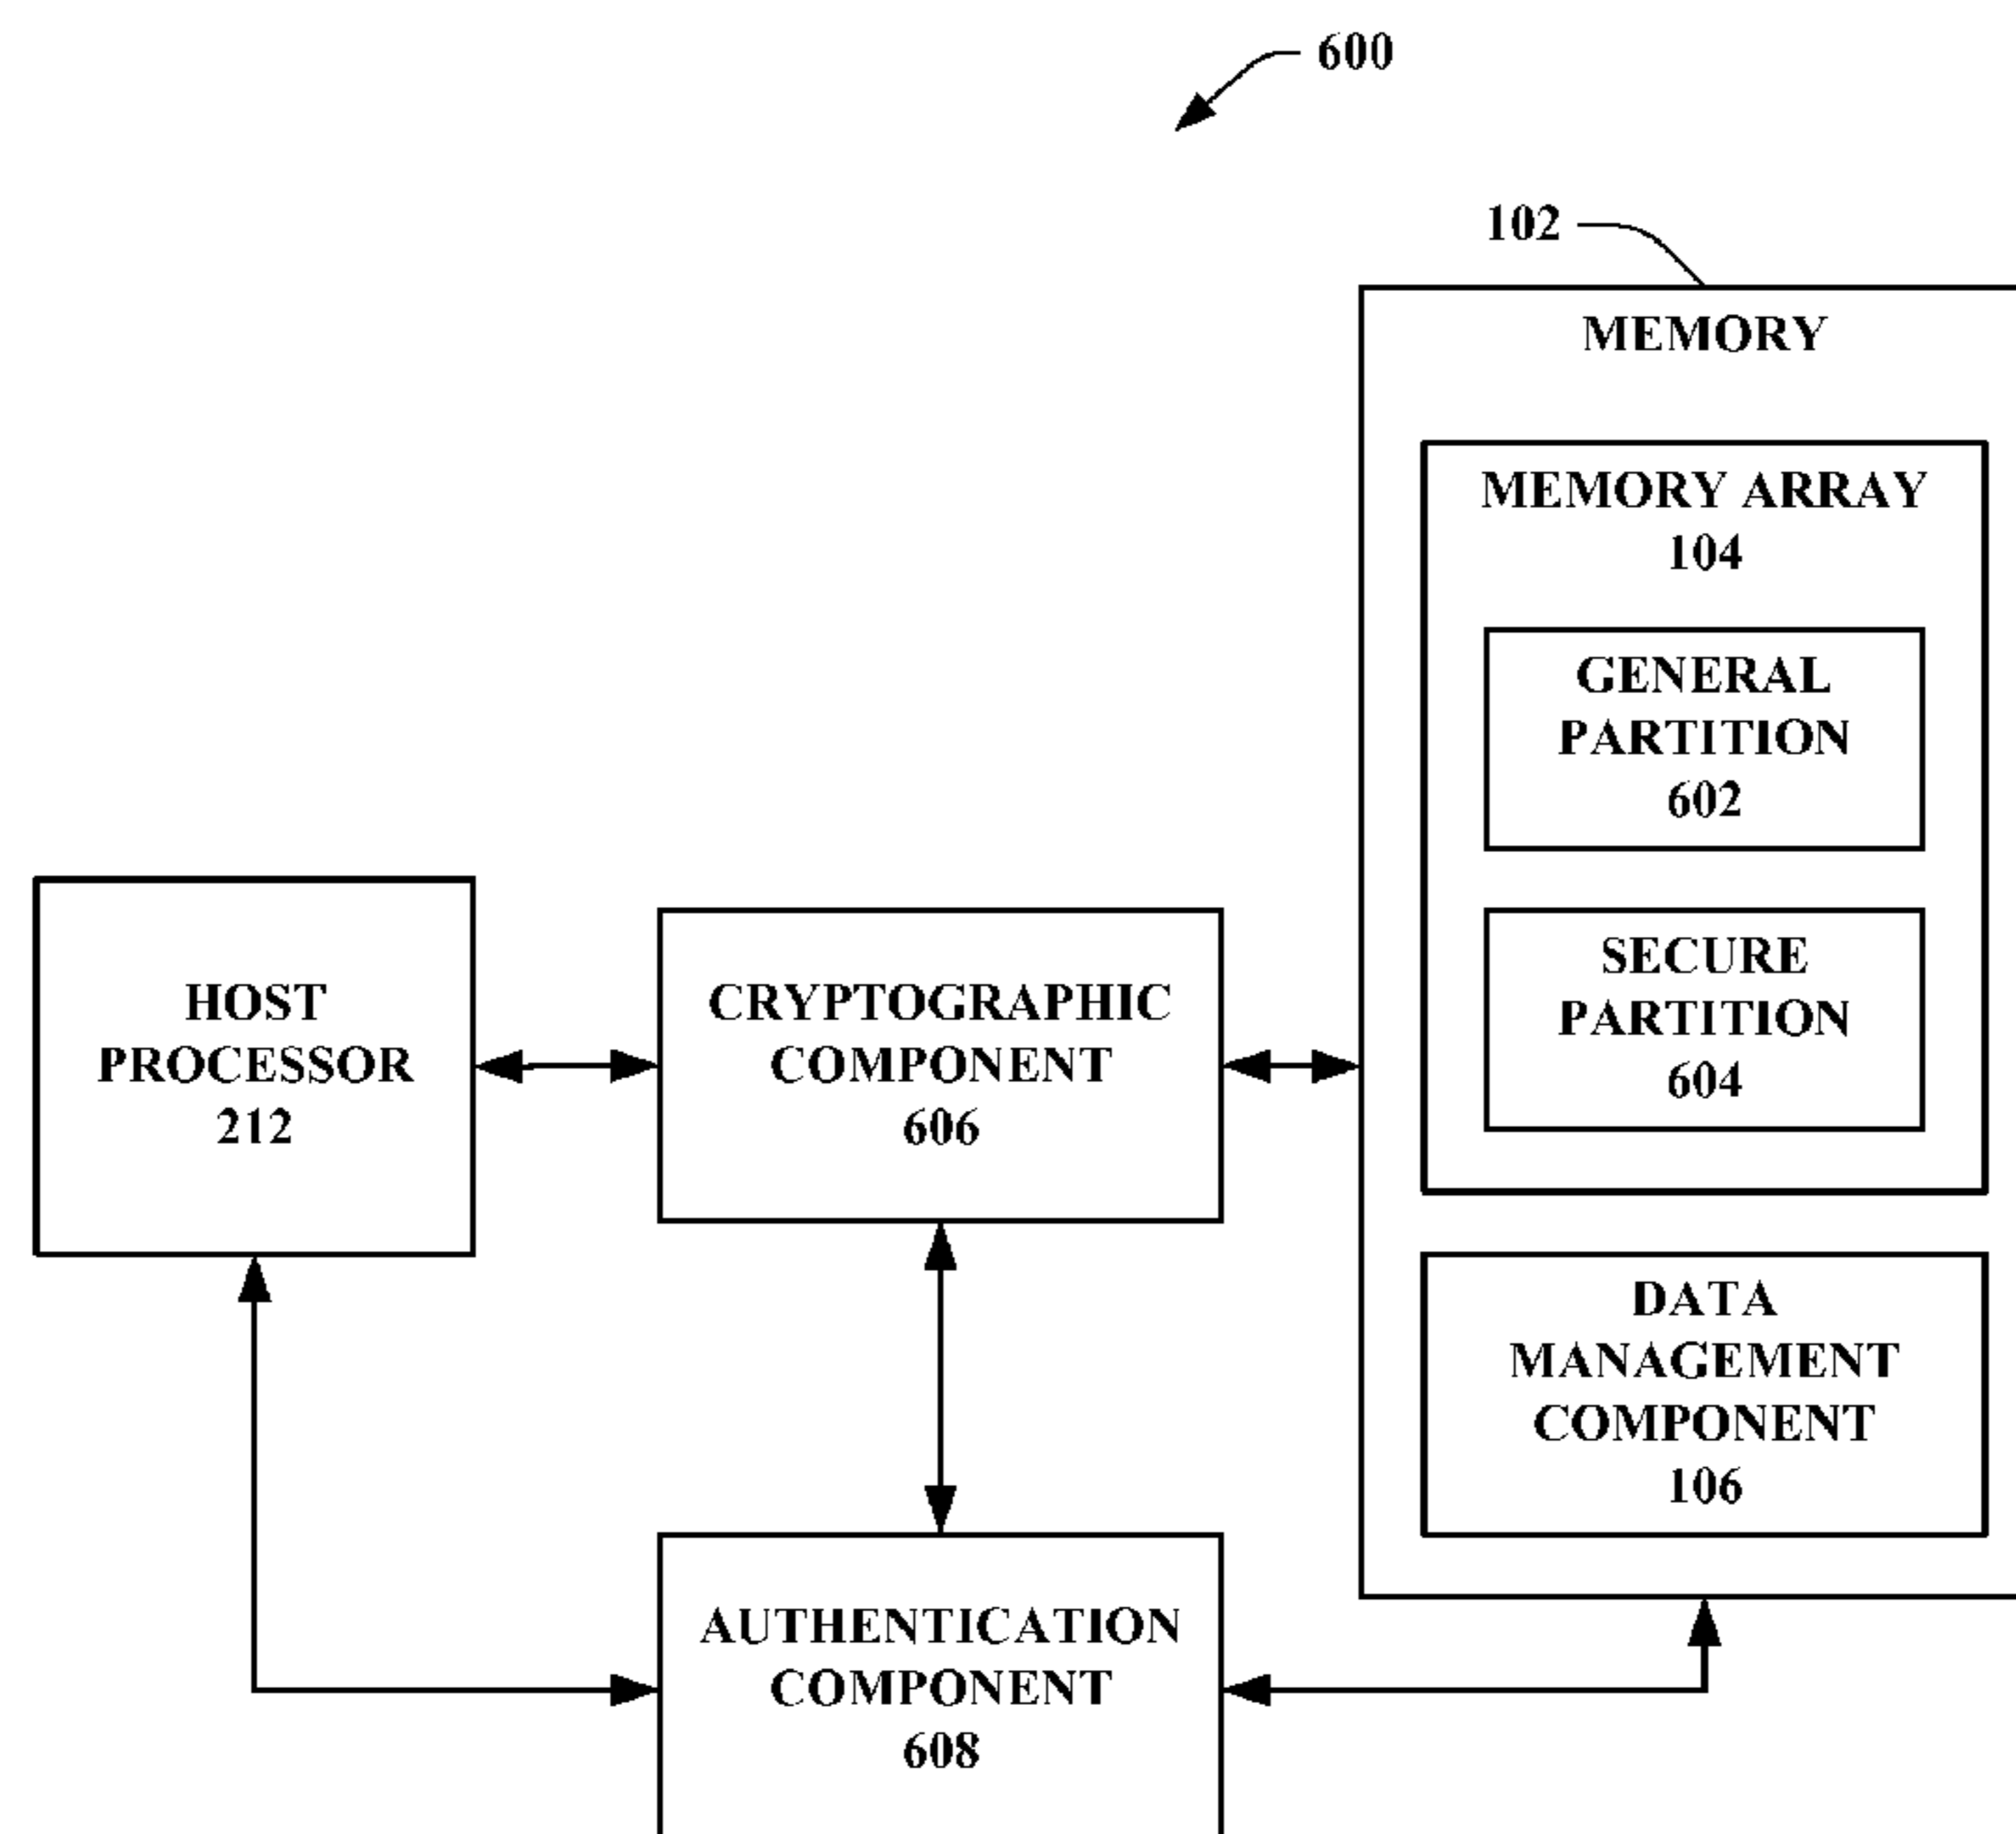 600
102
MEMORY
MEMORY ARRAY
104
GENERAL
PARTITION
602
SECURE
PARTITION
604
HOST
PROCESSOR
212
CRYPTOGRAPHIC
COMPONENT
606
DATA
MANAGEMENT
COMPONENT
106
AUTHENTICATION
COMPONENT
608